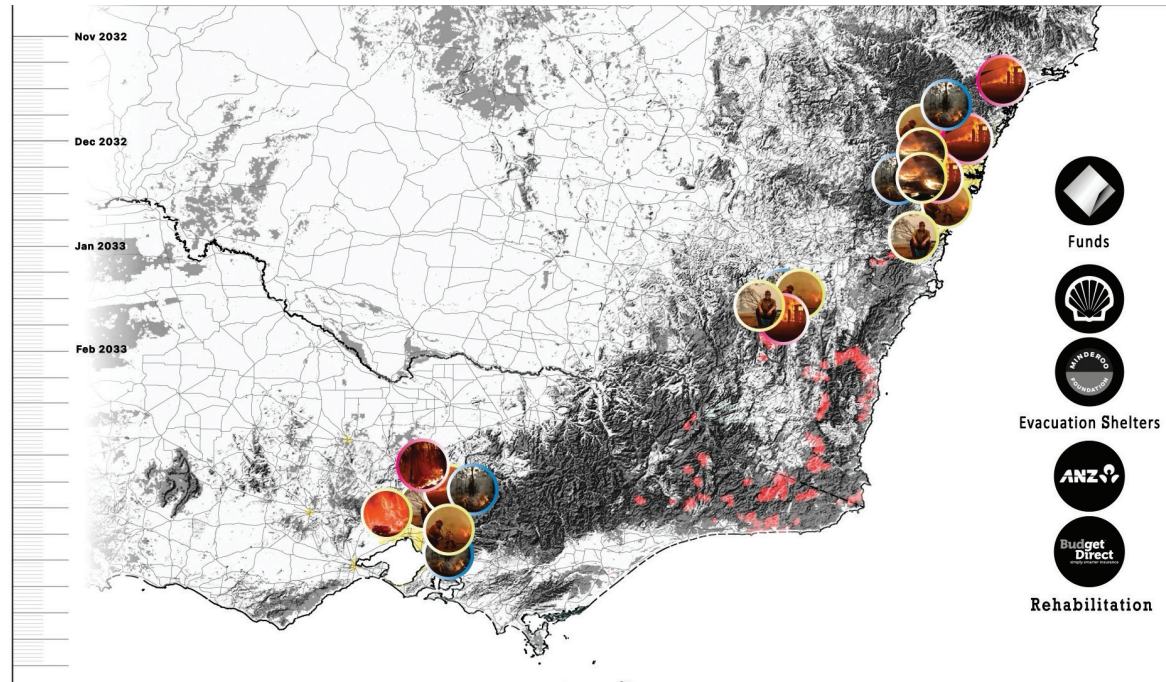 Nov 2032
Dec 2032
Jan 2033
Feb 2033
Funds
MINDEROO
FOUNDATION
Evacuation Shelters
ANZ
Budget
Direct
simply smarter insurance
Rehabilitation